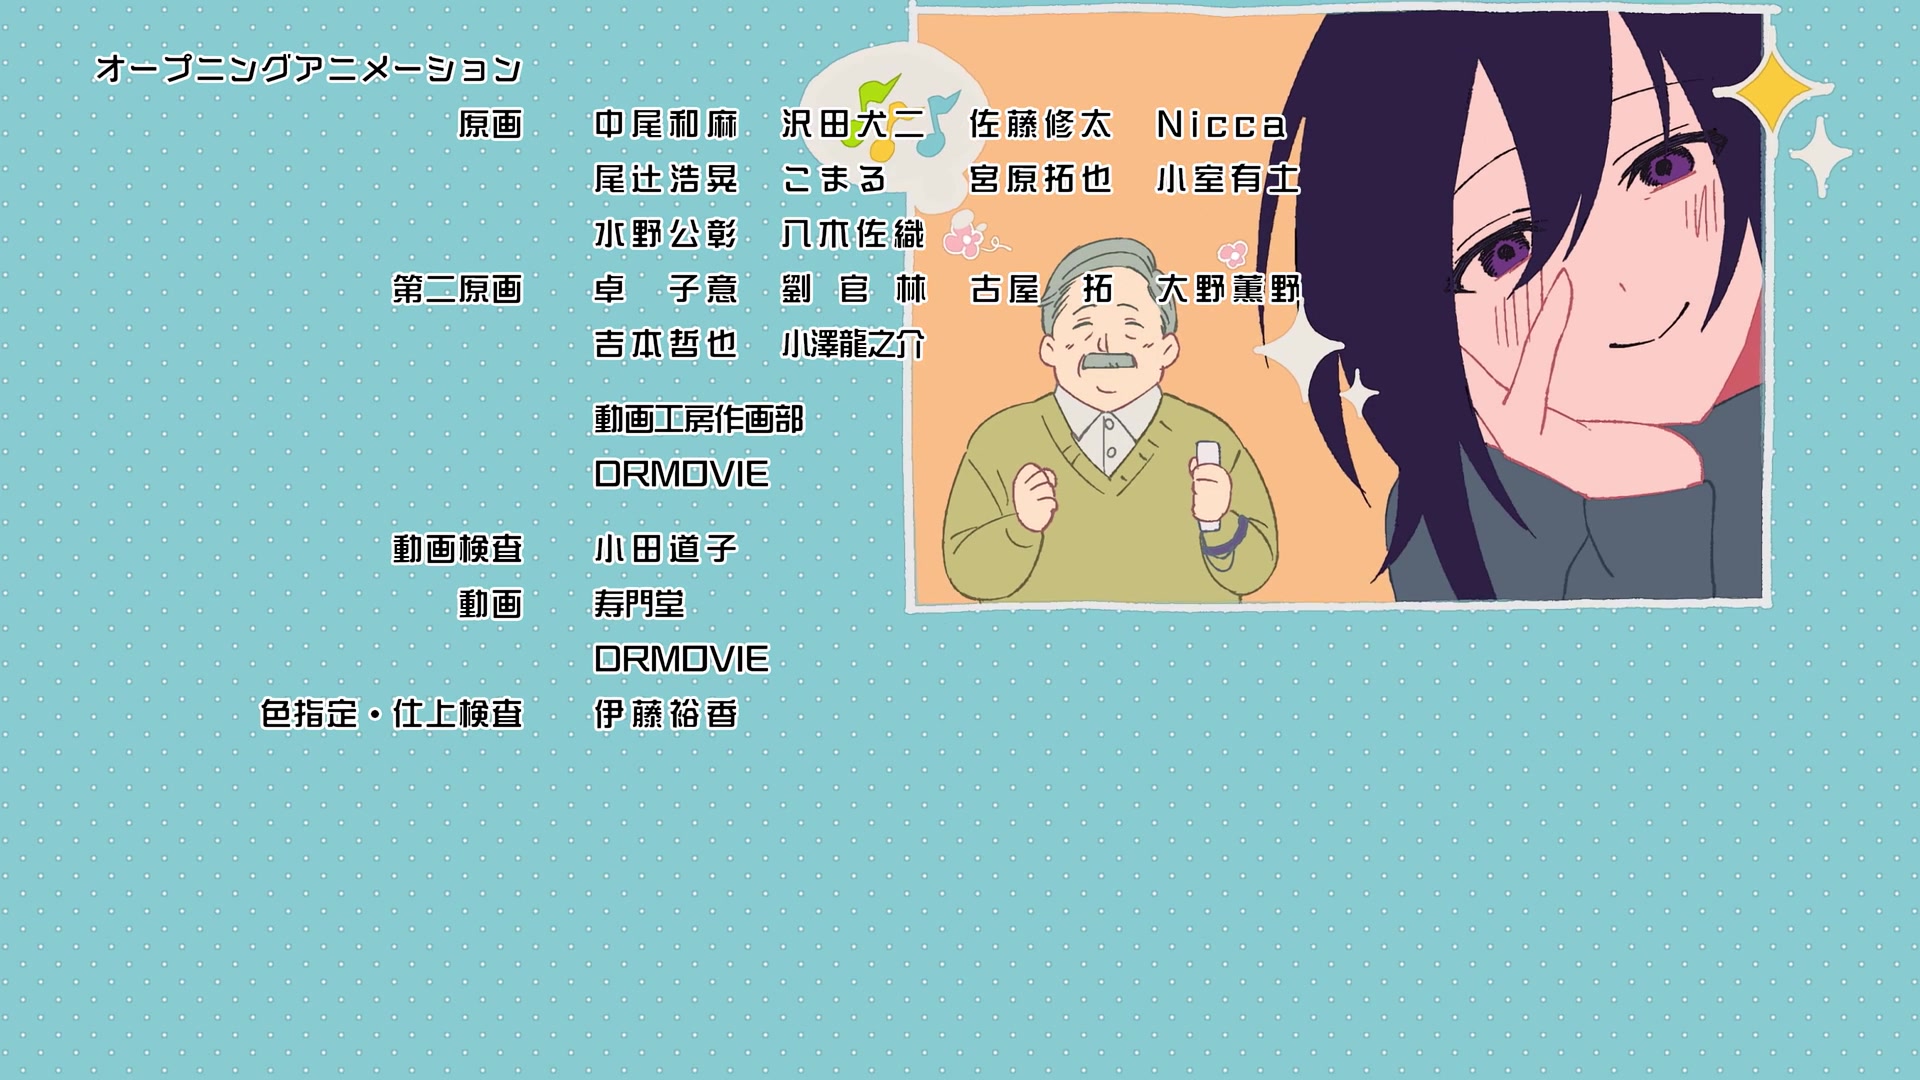 オープニングアニメーション
原画 中尾和麻 沢田犬二 佐藤修太 Nicca
尾辻浩晃 こまる 宮原拓也 小室有士
水野公彰 八木佐織
第二原画 卓 子意 劉官林 古屋 拓 大野薫野
吉本哲也 小澤龍之介
動画工房作画部
DRMOVIE
動画検査 小田道子
動画 寿門堂
DRMOVIE
色指定・仕上検査 伊藤裕香